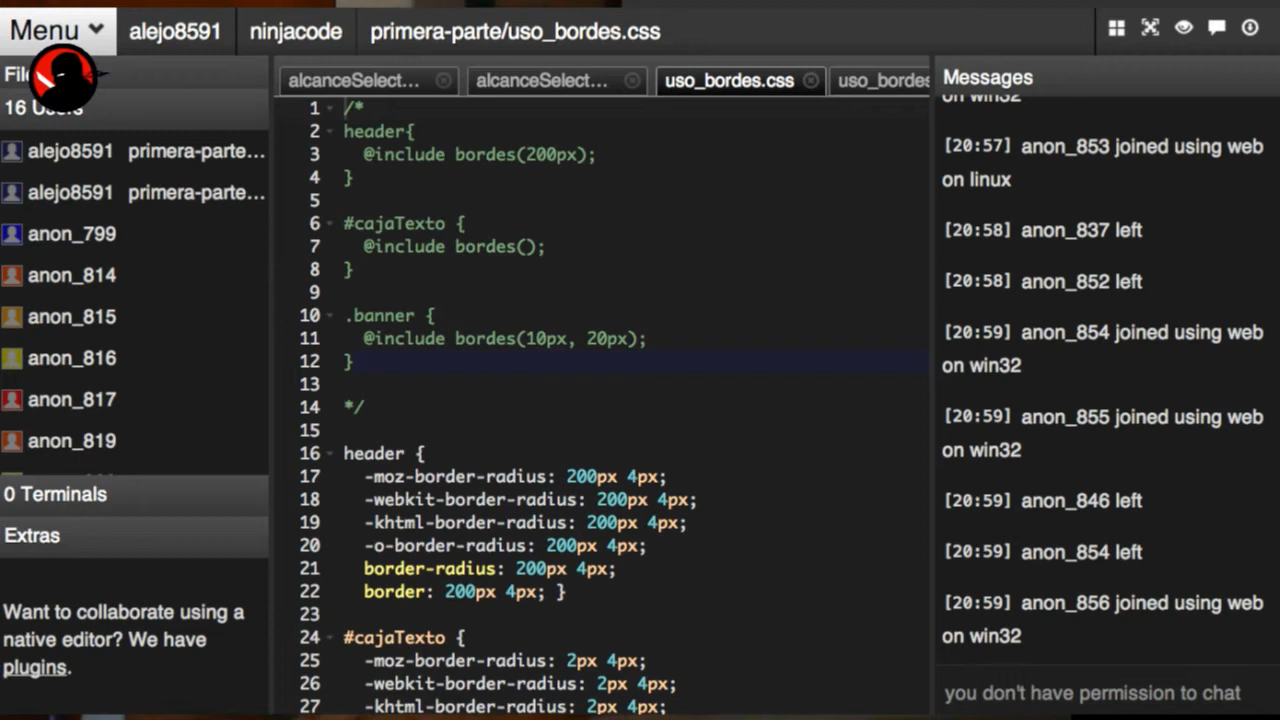 Menu alejo8591 ninjacode primera-parte/uso_bordes.css
16 Users
alejo8591 primera-parte...
alejo8591 primera-parte...
anon_799
anon_814
anon_815
anon_816
anon_817
anon_819
0 Terminals
Extras
Want to collaborate using a
native editor? We have
plugins.
alcanceSelect... alcanceSelect... uso_bordes.css uso_bordes
1 /*
2 header{
3 @include bordes(200px);
4 }
5
6 #cajaTexto {
7 @include bordes();
8 }
9
10 .banner {
11 @include bordes(10px, 20px);
12 }
13
14 */
15
16 header {
17 -moz-border-radius: 200px 4px;
18 -webkit-border-radius: 200px 4px;
19 -khtml-border-radius: 200px 4px;
20 -o-border-radius: 200px 4px;
21 border-radius: 200px 4px;
22 border: 200px 4px; }
23
24 #cajaTexto {
25 -moz-border-radius: 2px 4px;
26 -webkit-border-radius: 2px 4px;
27 -khtml-border-radius: 2px 4px;
Messages
on win32
[20:57] anon_853 joined using web
on linux
[20:58] anon_837 left
[20:58] anon_852 left
[20:59] anon_854 joined using web
on win32
[20:59] anon_855 joined using web
on win32
[20:59] anon_846 left
[20:59] anon_854 left
[20:59] anon_856 joined using web
on win32
you don't have permission to chat